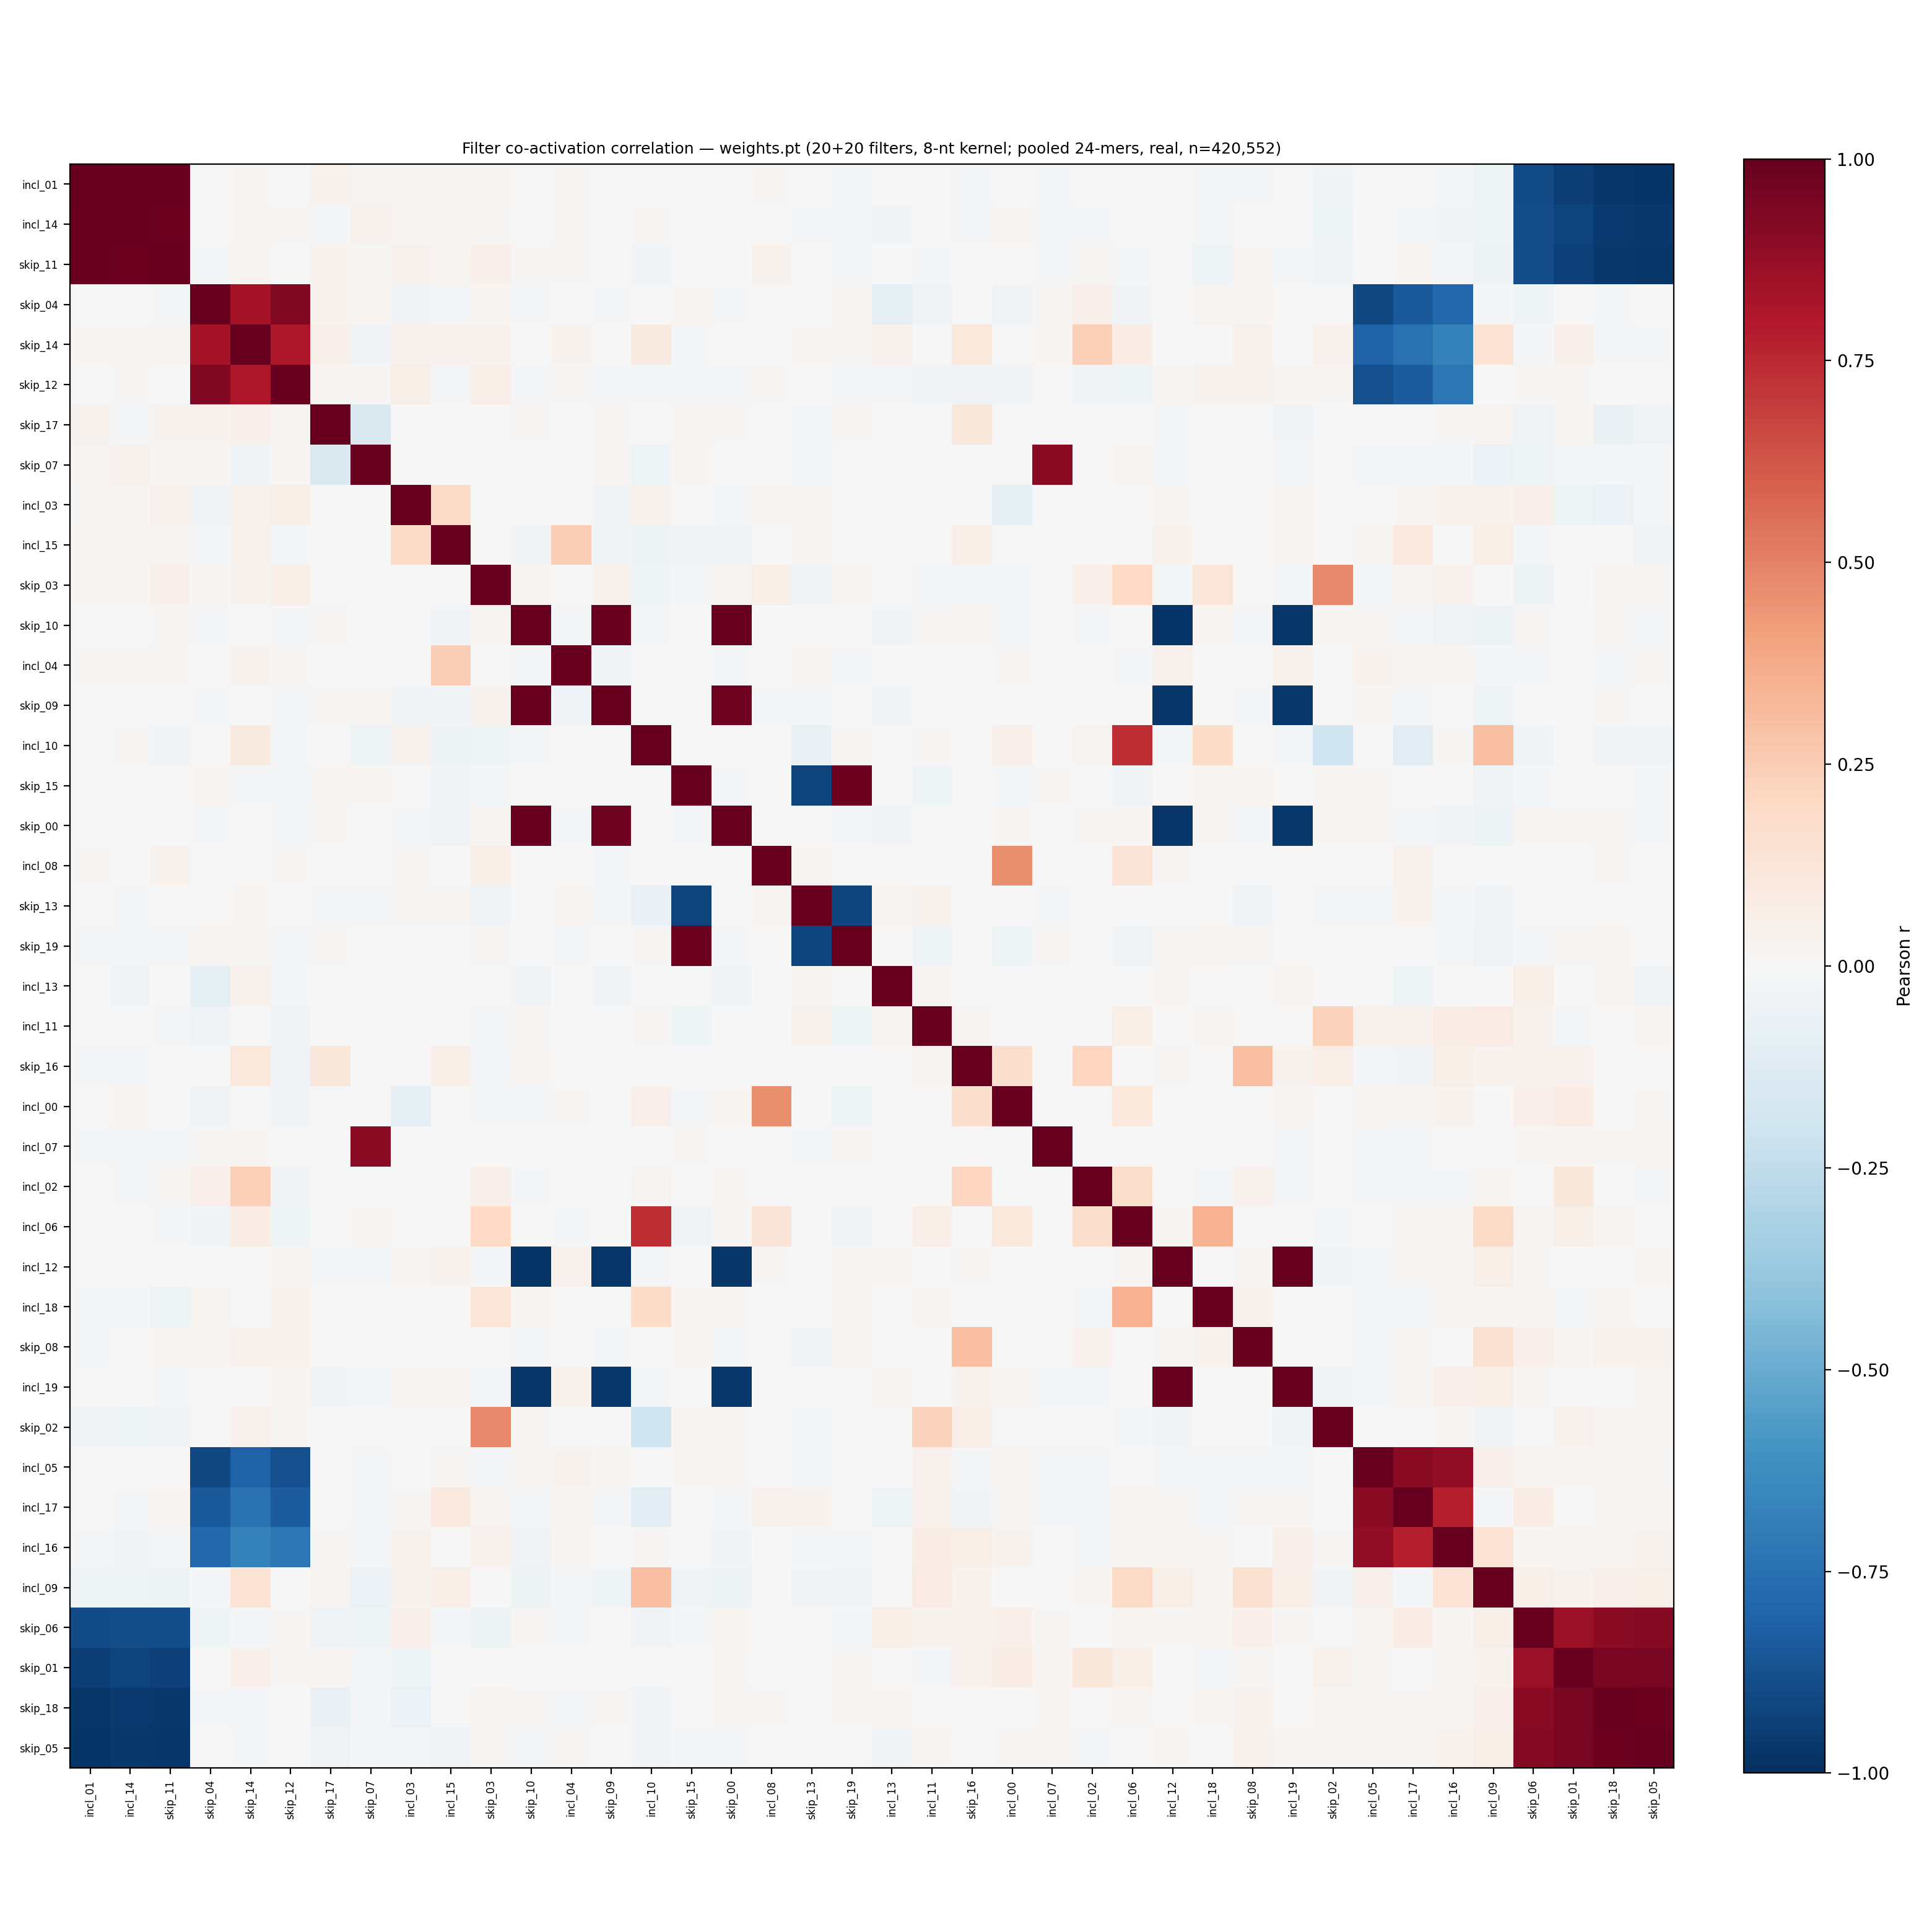 Filter co-activation correlation — weights.pt (20+20 filters, 8-nt kernel; pooled 24-mers, real, n=420,552)
incl_01
incl_14
skip_11
skip_04
skip_14
skip_12
skip_17
skip_07
incl_03
incl_15
skip_03
skip_10
incl_04
skip_09
incl_10
skip_15
skip_00
incl_08
skip_13
skip_19
incl_13
incl_11
skip_16
incl_00
incl_07
incl_02
incl_06
incl_12
incl_18
skip_08
incl_19
skip_02
incl_05
incl_17
incl_16
incl_09
skip_06
skip_01
skip_18
skip_05
incl_01
incl_14
skip_11
skip_04
skip_14
skip_12
skip_17
skip_07
incl_03
incl_15
skip_03
skip_10
incl_04
skip_09
incl_10
skip_15
skip_00
incl_08
skip_13
skip_19
incl_13
incl_11
skip_16
incl_00
incl_07
incl_02
incl_06
incl_12
incl_18
skip_08
incl_19
skip_02
incl_05
incl_17
incl_16
incl_09
skip_06
skip_01
skip_18
skip_05
1.00
0.75
0.50
0.25
0.00
−0.25
−0.50
−0.75
−1.00
Pearson r